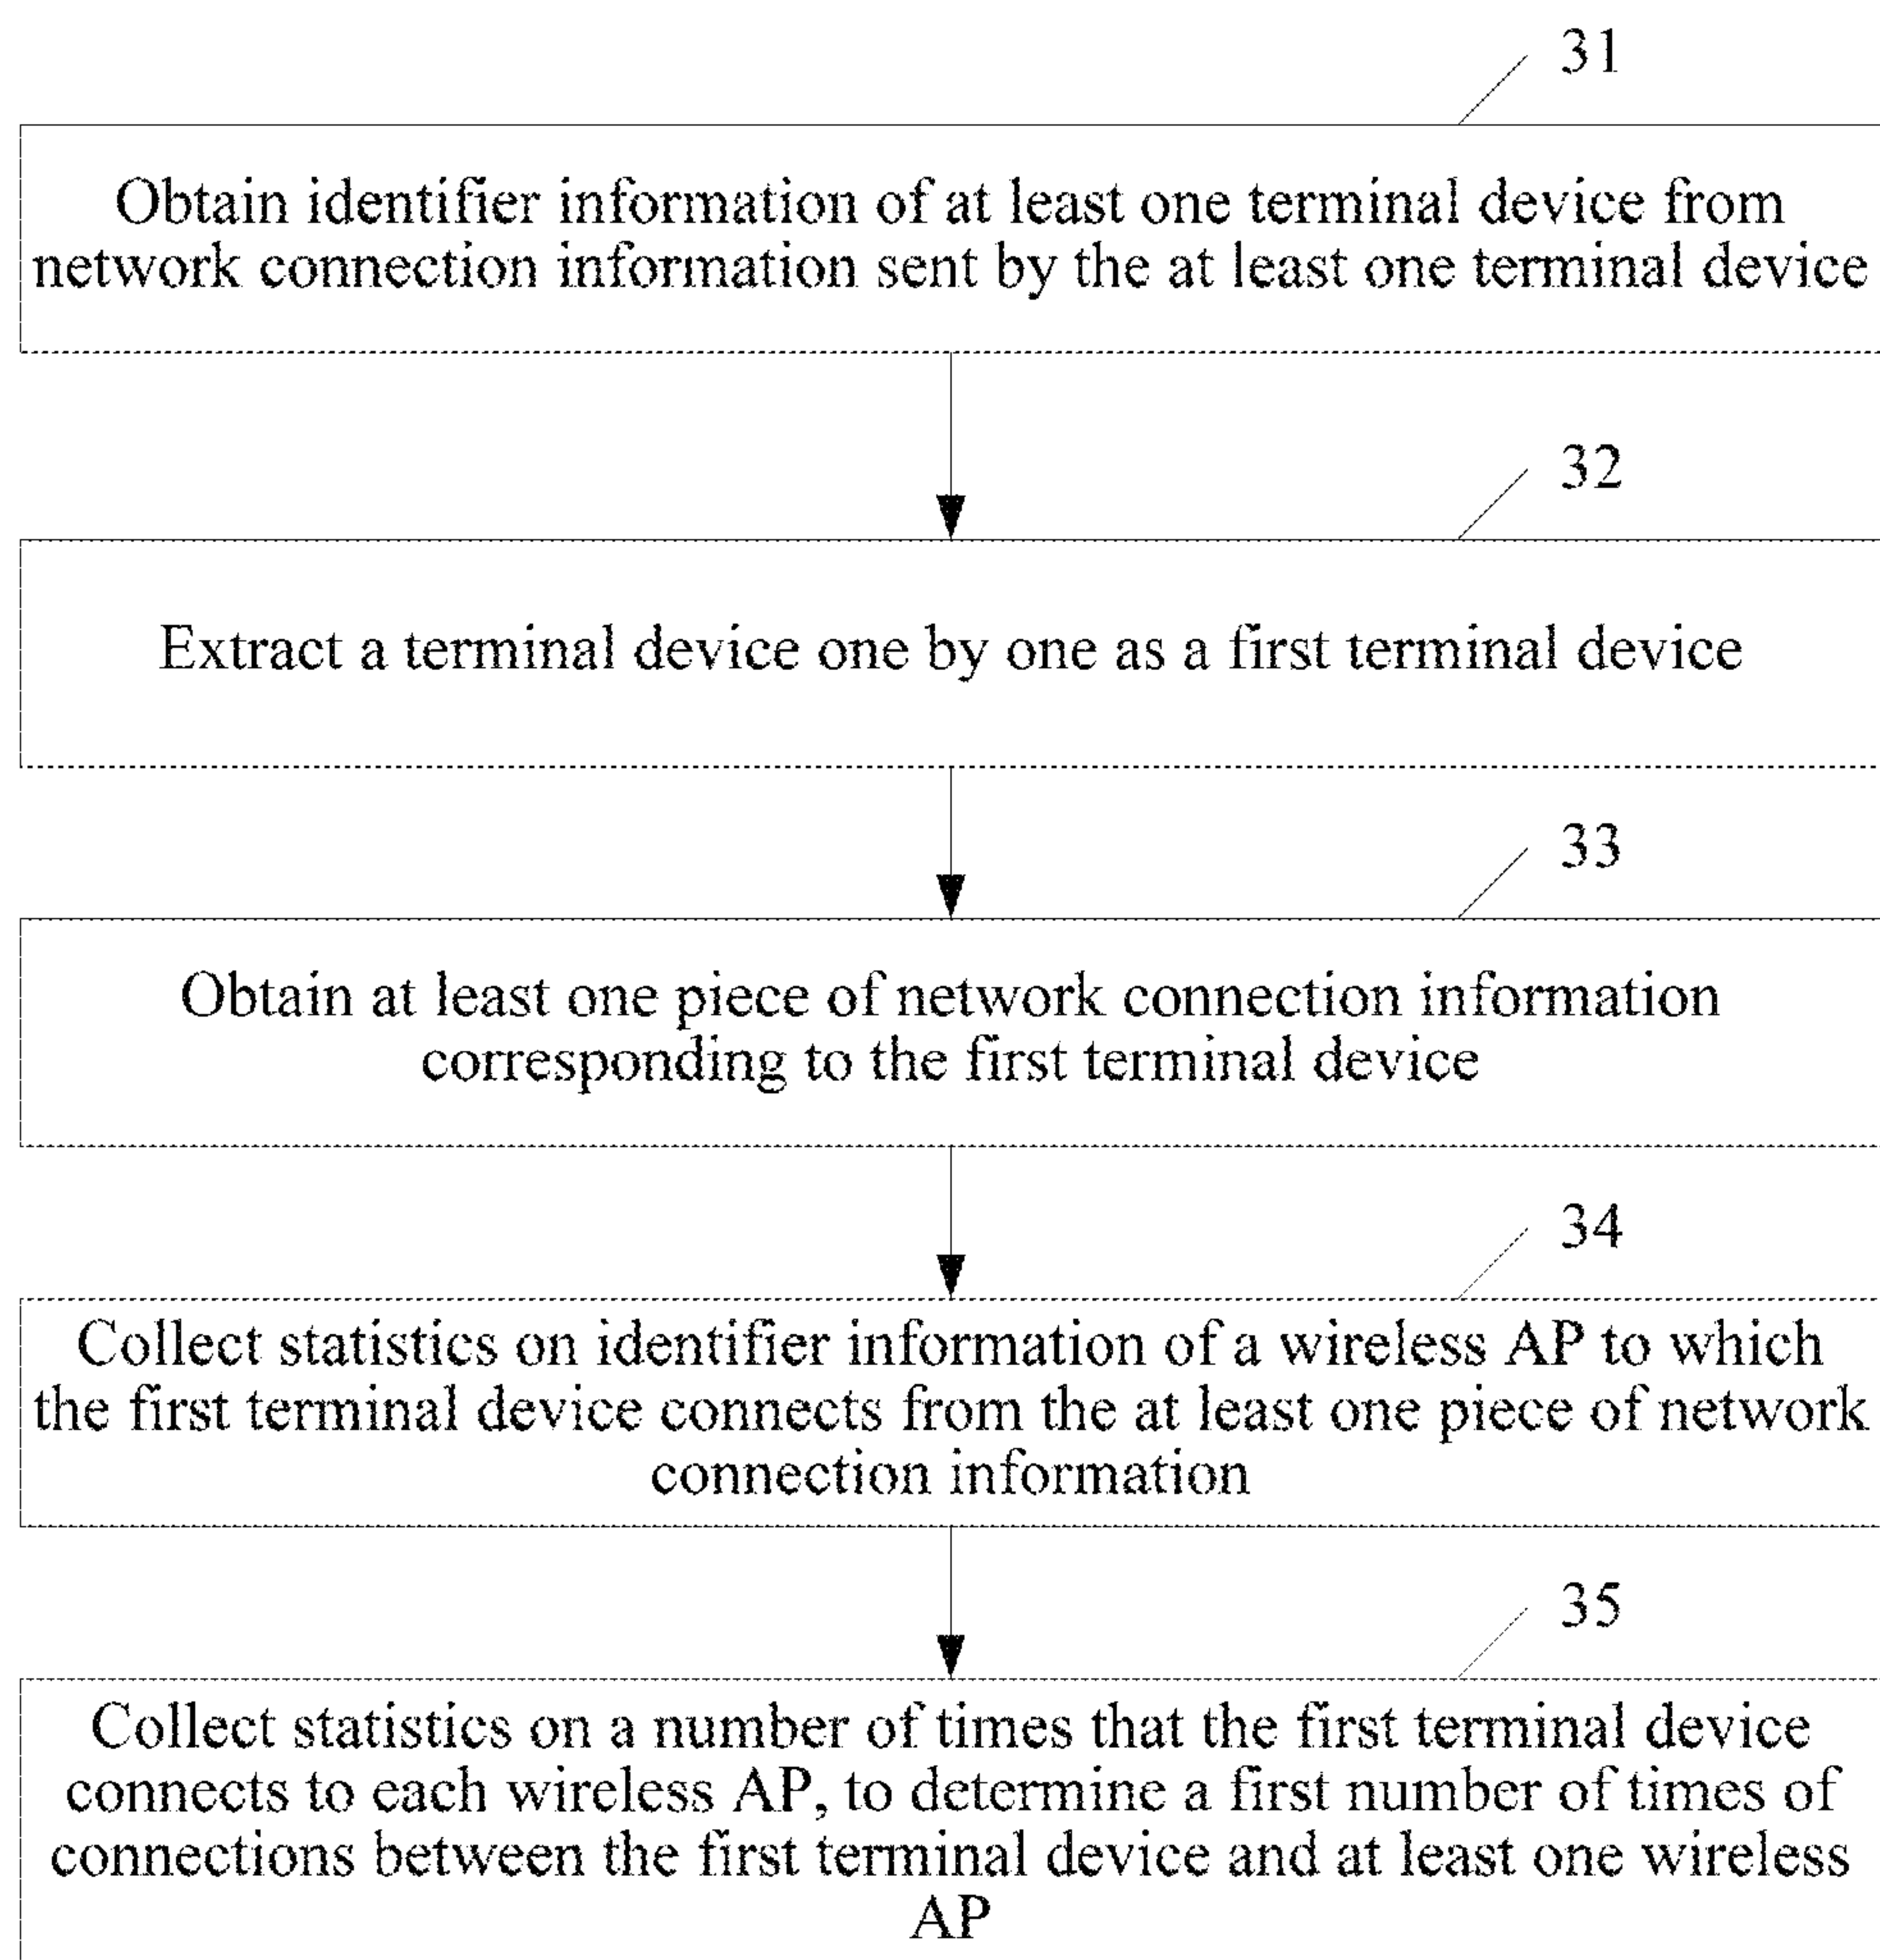 31
Obtain identifier information of at least one terminal device from
network connection information sent by the at least one terminal device
32
Extract a terminal device one by one as a first terminal device
33
Obtain at least one piece of network connection information
corresponding to the first terminal device
34
Collect statistics on identifier information of a wireless AP to which
the first terminal device connects from the at least one piece of network
connection information
35
Collect statistics on a number of times that the first terminal device
connects to each wireless AP, to determine a first number of times of
connections between the first terminal device and at least one wireless
AP